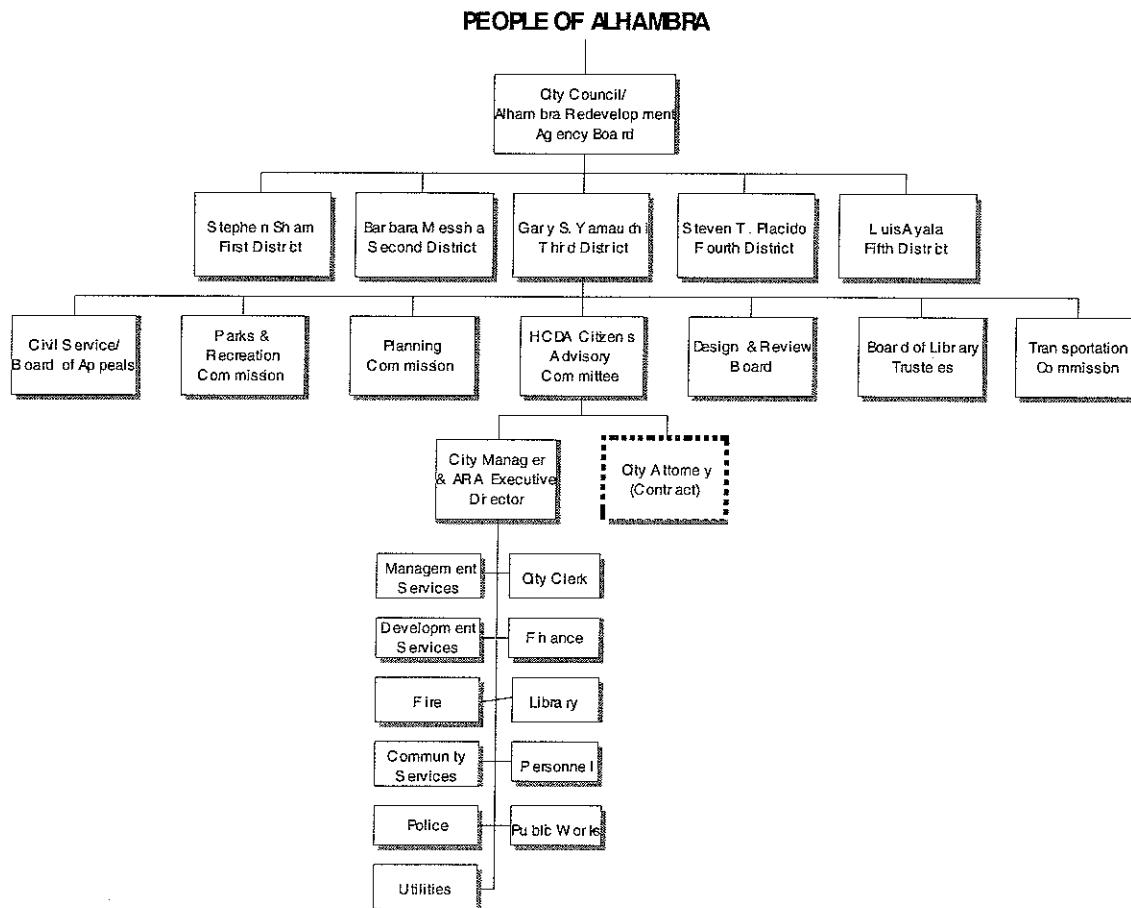 PEOPLE OF ALHAMBRA
City Council/
Alhambra Redevelopment
Agency Board
Stephen Sham
First District
Barbara Messina
Second District
Gary S. Yamauchi
Third District
Steven T. Placido
Fourth District
Luis Ayala
Fifth District
Civil Service/
Board of Appeals
Parks &
Recreation
Commission
Planning
Commission
HCDA Citizens
Advisory
Committee
Design & Review
Board
Board of Library
Trustees
Transportation
Commission
City Manager
& ARA Executive
Director
City Attorney
(Contract)
Management
Services
City Clerk
Development
Services
Finance
Fire
Library
Community
Services
Personnel
Police
Public Works
Utilities